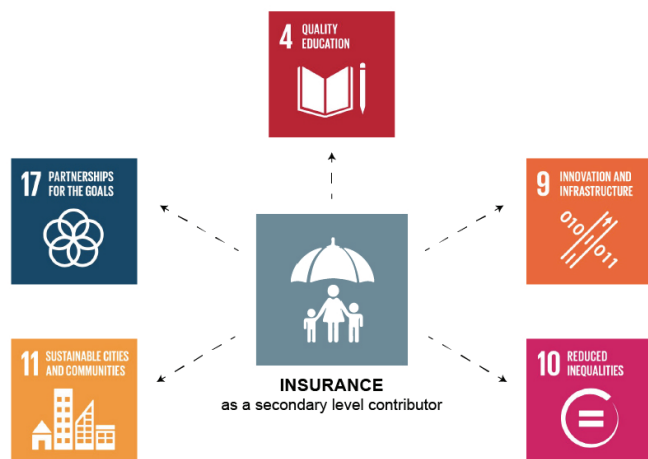 4 QUALITY
EDUCATION
17 PARTNERSHIPS
FOR THE GOALS
9 INNOVATION AND
INFRASTRUCTURE
010
011
11 SUSTAINABLE CITIES
AND COMMUNITIES
10 REDUCED
INEQUALITIES
INSURANCE
as a secondary level contributor